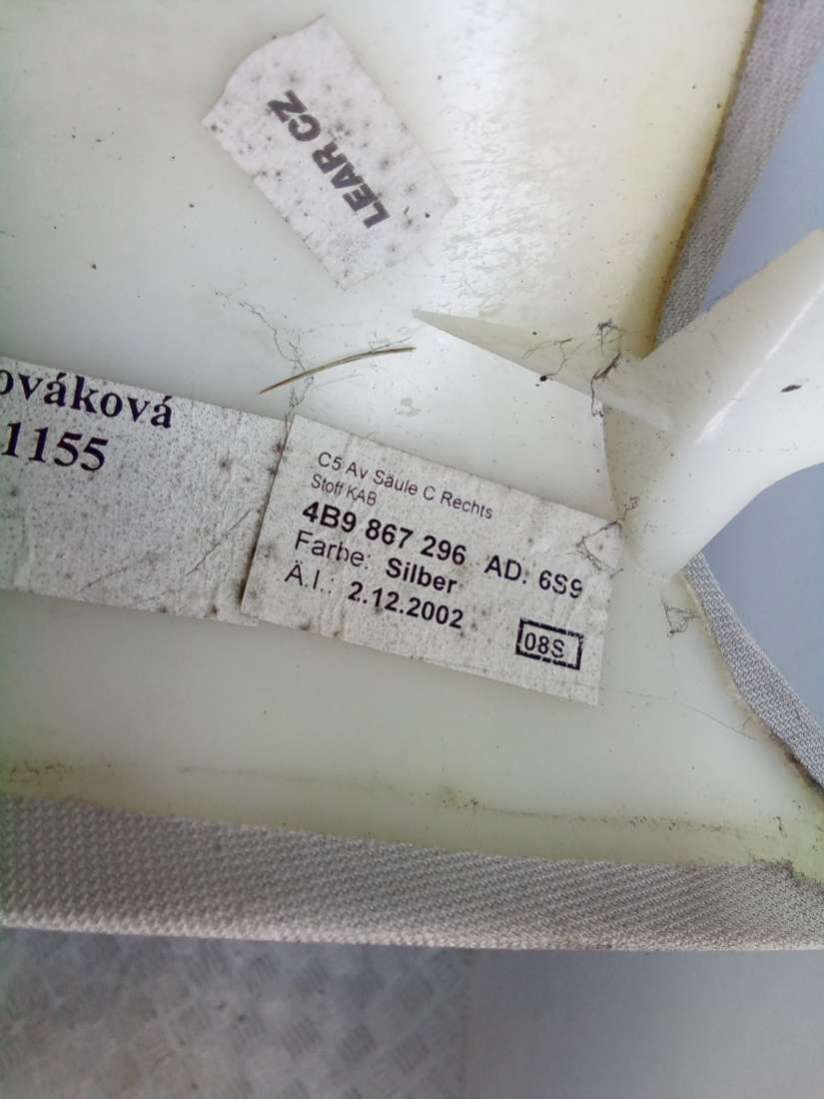 LEAR CZ
ováková
1155
C5 Av Säule C Rechts
Stoff KAB
4B9 867 296 AD. 6S9
Farbe: Silber
Ä.I.: 2.12.2002
08S